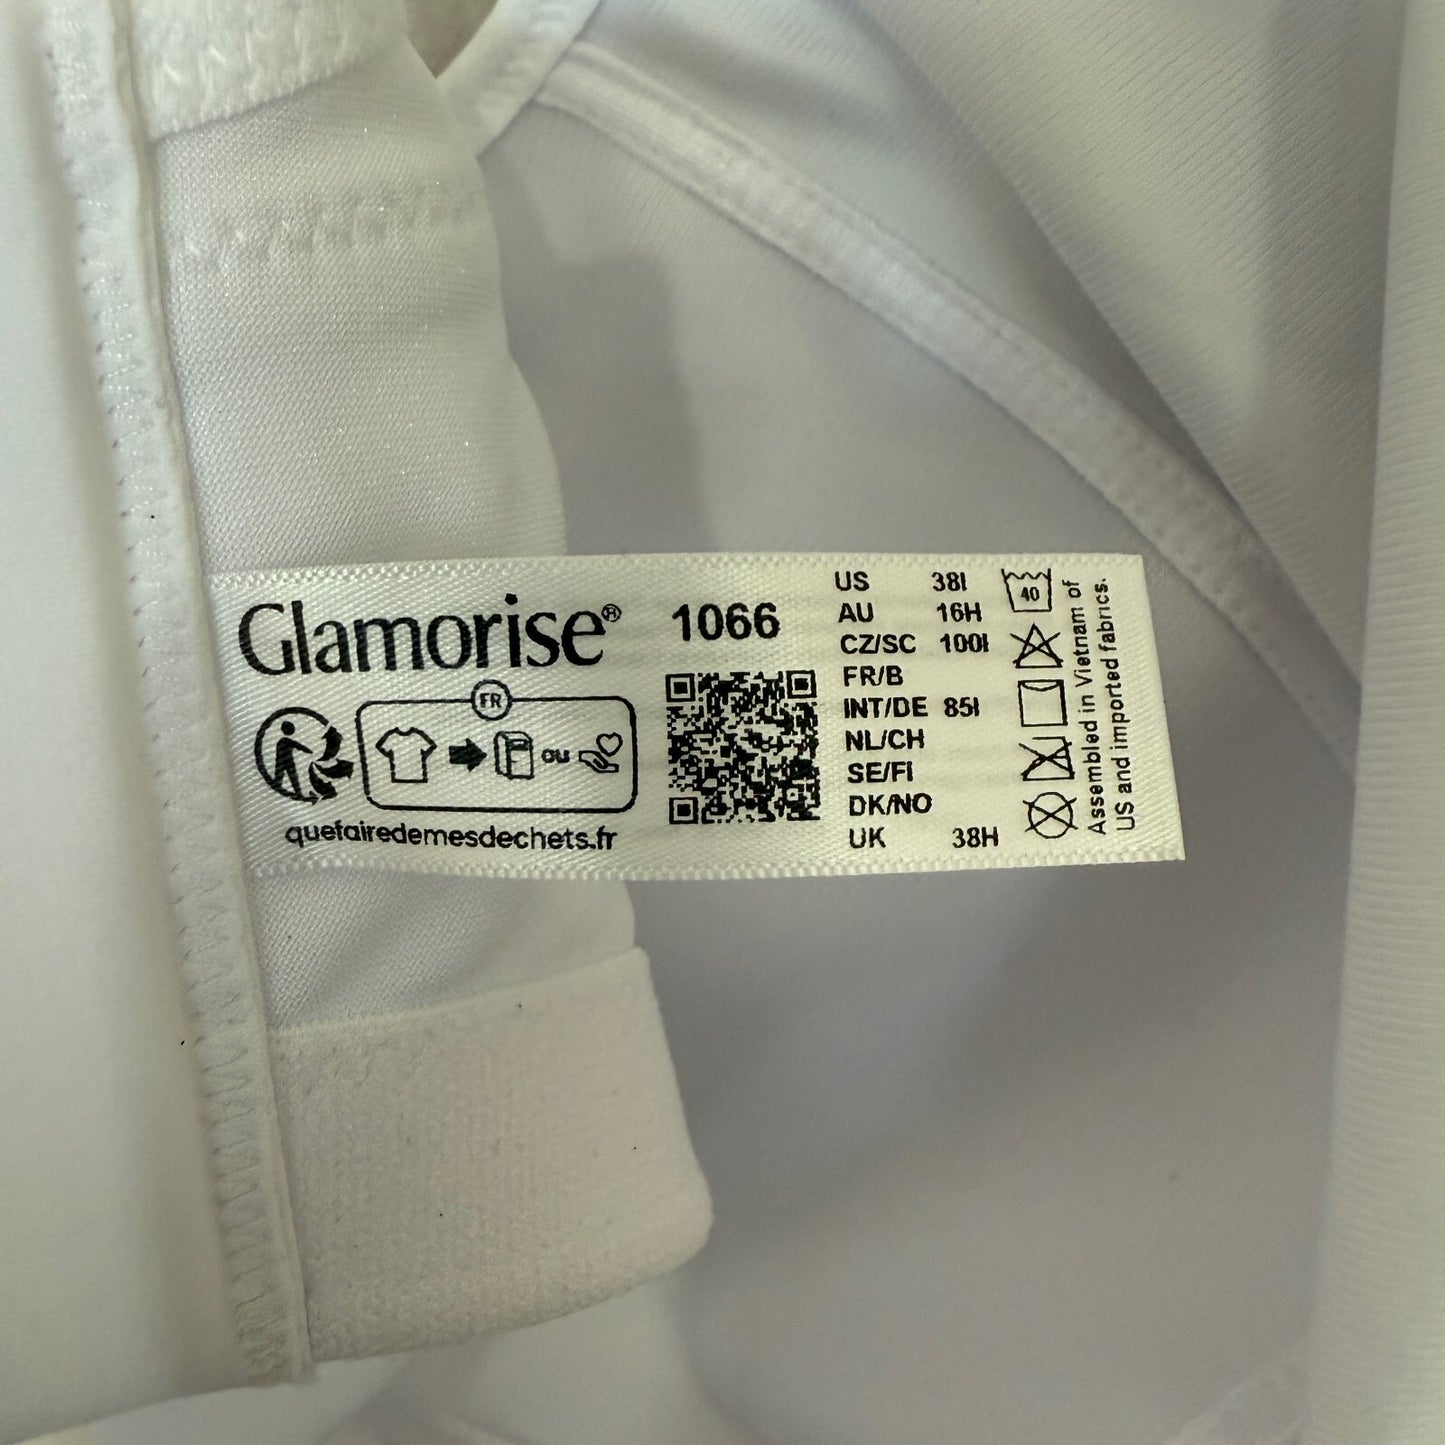 Glamorise® 1066
FR
ou
quefairedemesdechets.fr
US 38I
AU 16H
CZ/SC 100I
FR/B
INT/DE 85I
NL/CH
SE/FI
DK/NO
UK 38H
40
Assembled in Vietnam of
US and imported fabrics.